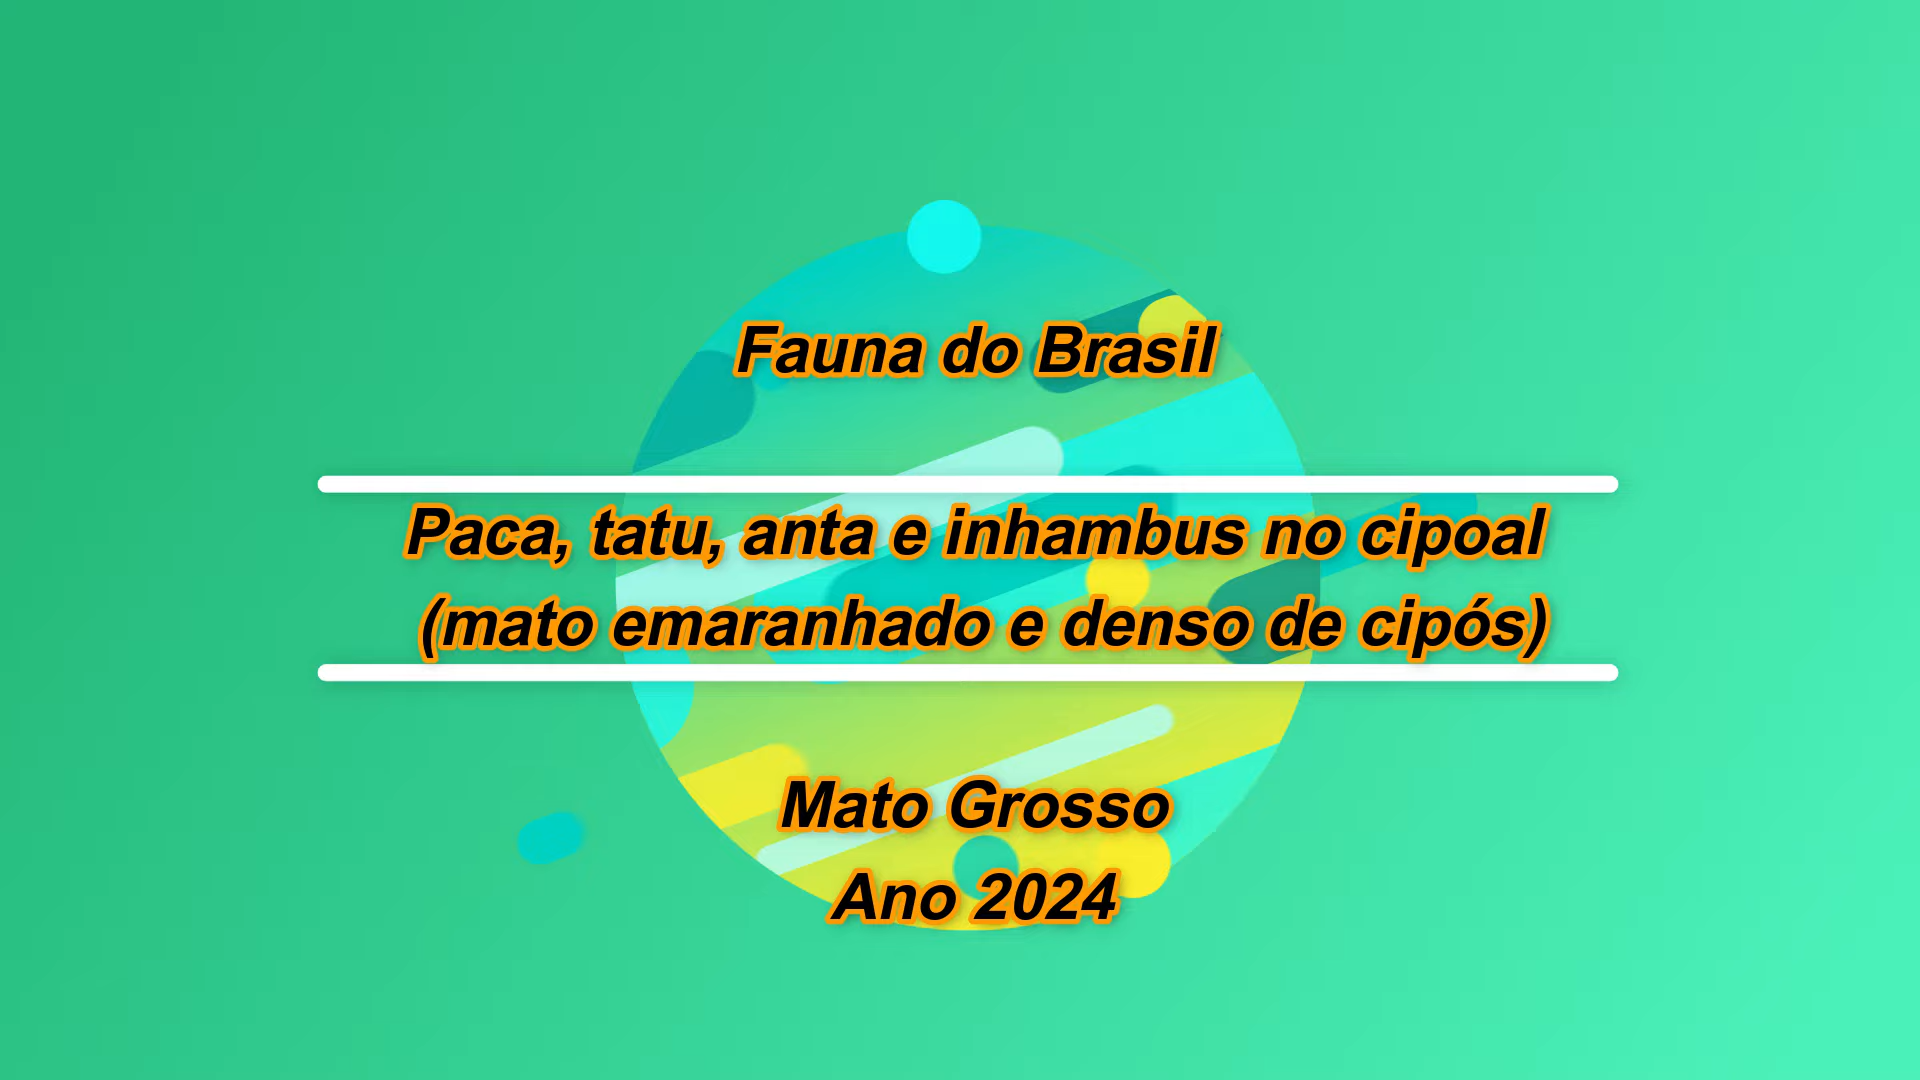 Fauna do Brasil
Paca, tatu, anta e inhambus no cipoal
(mato emaranhado e denso de cipós)
Mato Grosso
Ano 2024